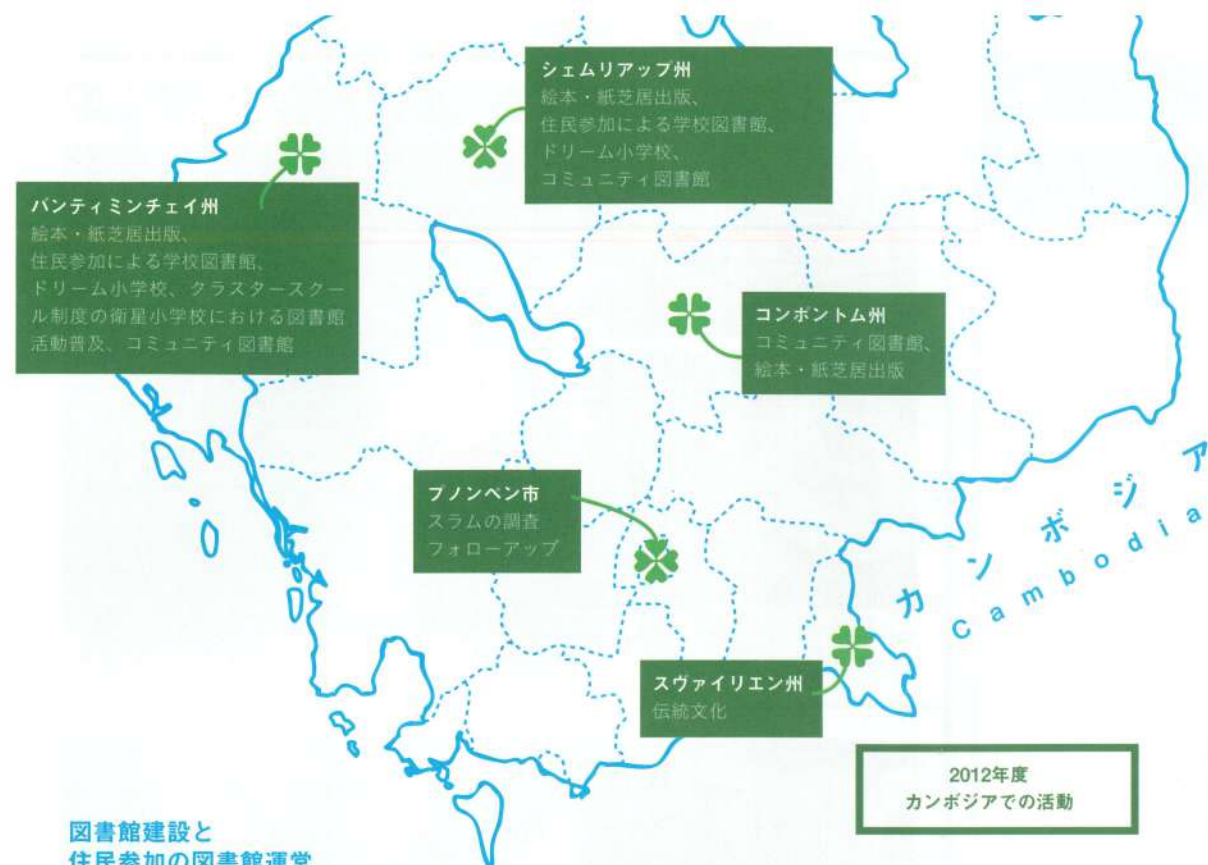 シェムリアップ州
絵本・紙芝居出版、
住民参加による学校図書館、
ドリーム小学校、
コミュニティ図書館
バンティミンチェイ州
絵本・紙芝居出版、
住民参加による学校図書館、
ドリーム小学校、クラスタースクー
ル制度の衛星小学校における図書館
活動普及、コミュニティ図書館
コンポントム州
コミュニティ図書館、
絵本・紙芝居出版
プノンペン市
スラムの調査
フォローアップ
カンボジア
Cambodia
スヴァイリエン州
伝統文化
2012年度
カンボジアでの活動
図書館建設と
住民参加の図書館運営